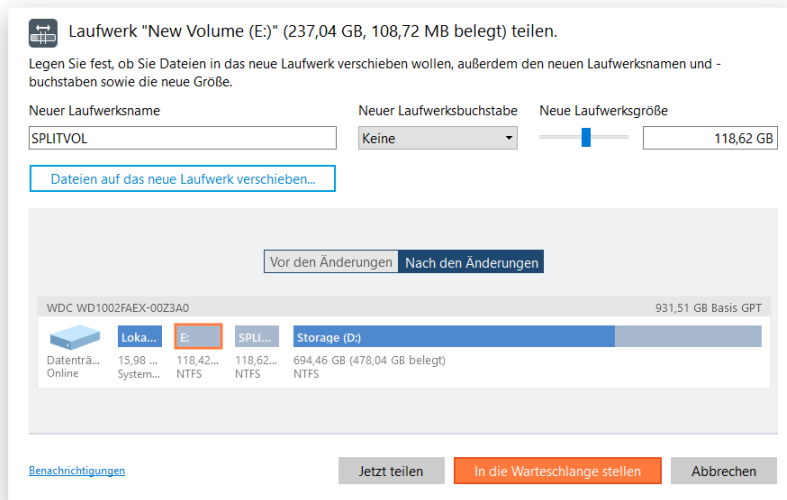 Laufwerk "New Volume (E:)" (237,04 GB, 108,72 MB belegt) teilen.
Legen Sie fest, ob Sie Dateien in das neue Laufwerk verschieben wollen, außerdem den neuen Laufwerksnamen und -
buchstaben sowie die neue Größe.
Neuer Laufwerksname Neuer Laufwerksbuchstabe Neue Laufwerksgröße
SPLITVOL Keine 118,62 GB
Dateien auf das neue Laufwerk verschieben...
Vor den Änderungen Nach den Änderungen
WDC WD1002FAEX-00Z3A0 931,51 GB Basis GPT
Loka... E: SPLI... Storage (D:)
Datenträ... 15,98 ... 118,42... 118,62... 694,46 GB (478,04 GB belegt)
Online System... NTFS NTFS NTFS
Benachrichtigungen Jetzt teilen In die Warteschlange stellen Abbrechen